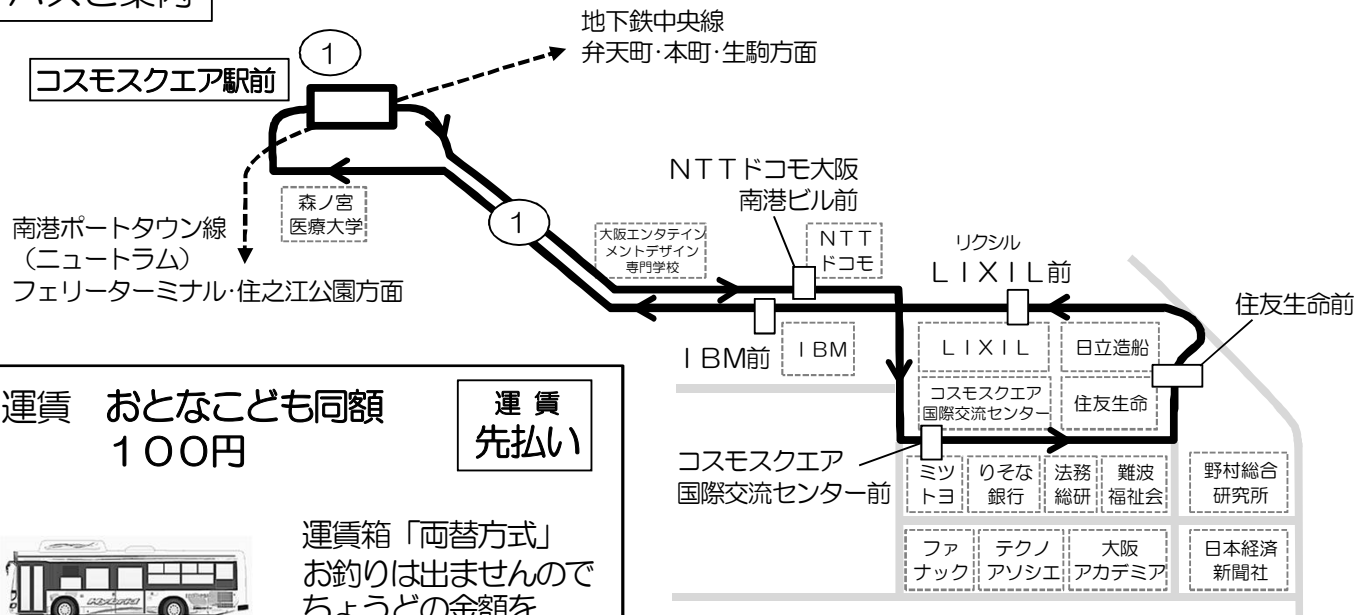 バスご案内
地下鉄中央線
弁天町・本町・生駒方面
1
コスモスクエア駅前
南港ポートタウン線
（ニュートラム）
フェリーターミナル・住之江公園方面
森ノ宮
医療大学
1
NTTドコモ大阪
南港ビル前
大阪エンタテイン
メントデザイン
専門学校
NTT
ドコモ
リクシル
LIXIL前
住友生命前
IBM前
IBM
LIXIL
日立造船
コスモスクエア
国際交流センター
住友生命
コスモスクエア
国際交流センター前
ミツ
トヨ
りそな
銀行
法務
総研
難波
福祉会
野村総合
研究所
ファ
ナック
テクノ
アソシエ
大阪
アカデミア
日本経済
新聞社
運賃 おとなこども同額
100円
運賃
先払い
運賃箱「両替方式」
お釣りは出ませんので
ちょうどの金額を
Hybrid